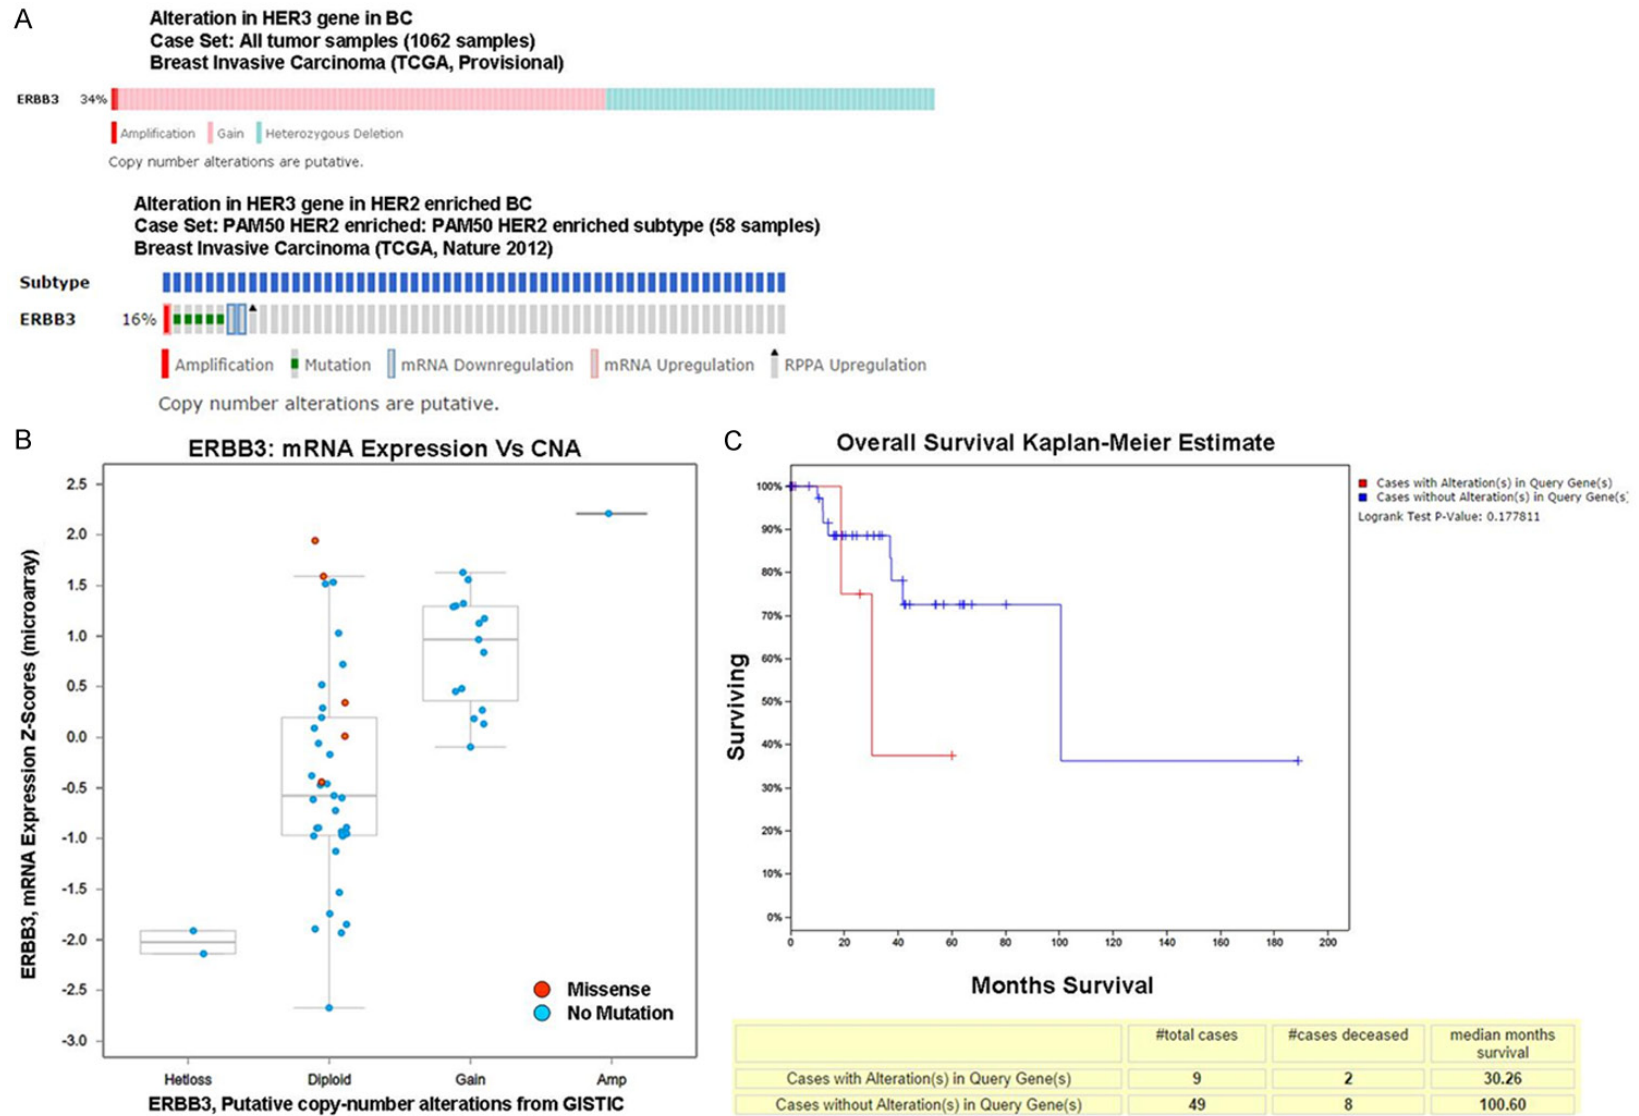 A
Alteration in HER3 gene in BC
Case Set: All tumor samples (1062 samples)
Breast Invasive Carcinoma (TCGA, Provisional)
ERBB3 34%
Amplification Gain Heterozygous Deletion
Copy number alterations are putative.
Alteration in HER3 gene in HER2 enriched BC
Case Set: PAM50 HER2 enriched: PAM50 HER2 enriched subtype (58 samples)
Breast Invasive Carcinoma (TCGA, Nature 2012)
Subtype
ERBB3 16%
Amplification Mutation mRNA Downregulation mRNA Upregulation RPPA Upregulation
Copy number alterations are putative.
B
ERBB3: mRNA Expression Vs CNA
ERBB3, mRNA Expression Z-Scores (microarray)
2.5
2.0
1.5
1.0
0.5
0.0
-0.5
-1.0
-1.5
-2.0
-2.5
-3.0
Missense
No Mutation
Hetloss Diploid Gain Amp
ERBB3, Putative copy-number alterations from GISTIC
C
Overall Survival Kaplan-Meier Estimate
Surviving
100%
90%
80%
70%
60%
50%
40%
30%
20%
10%
0%
0 20 40 60 80 100 120 140 160 180 200
Months Survival
Cases with Alteration(s) in Query Gene(s)
Cases without Alteration(s) in Query Gene(s)
Logrank Test P-Value: 0.177811
#total cases #cases deceased median months
survival
Cases with Alteration(s) in Query Gene(s) 9 2 30.26
Cases without Alteration(s) in Query Gene(s) 49 8 100.60